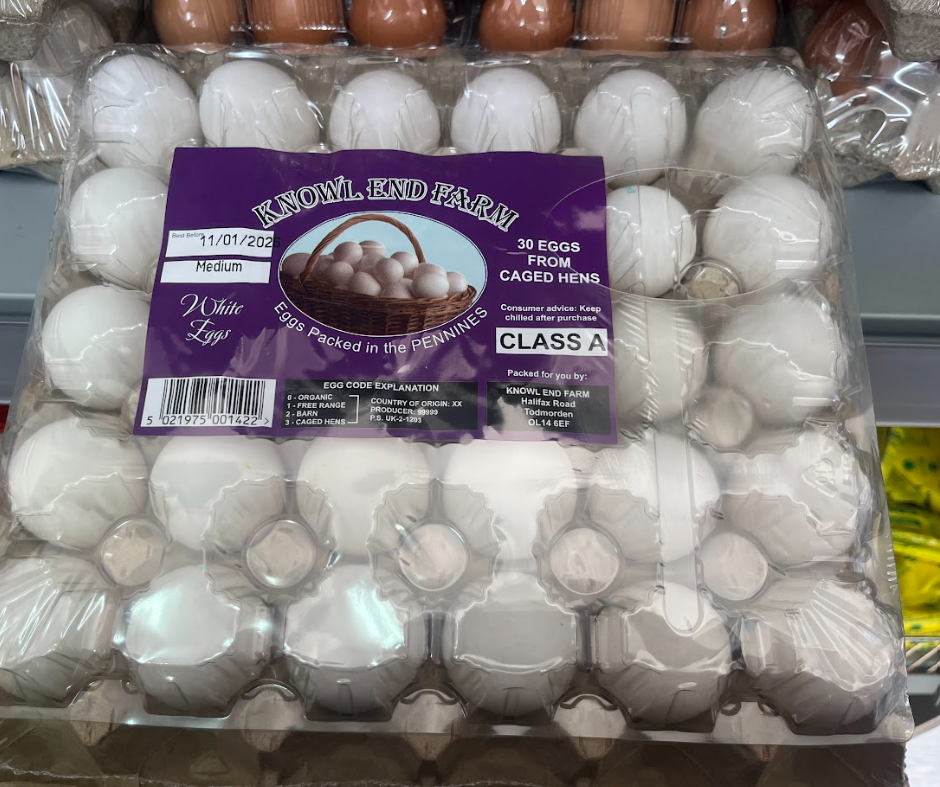 KNOWL END FARM
Best Before
11/01/2026
Medium
White
Eggs
Eggs Packed in the PENNINES
30 EGGS
FROM
CAGED HENS
Consumer advice: Keep
chilled after purchase
CLASS A
Packed for you by:
KNOWL END FARM
Halifax Road
Todmorden
OL14 6EF
EGG CODE EXPLANATION
0 - ORGANIC
1 - FREE RANGE
2 - BARN
3 - CAGED HENS
COUNTRY OF ORIGIN: XX
PRODUCER: 99999
P.S. UK-2-1293
5 021975 001422 >